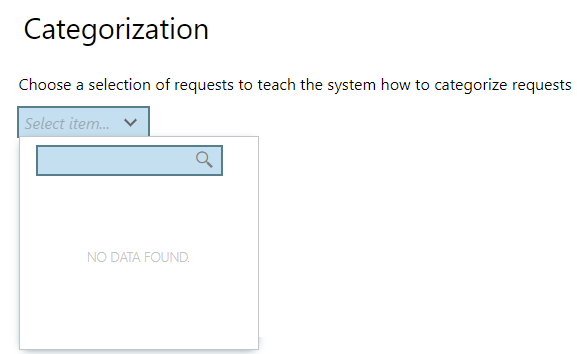 Categorization
Choose a selection of requests to teach the system how to categorize requests
Select item...
NO DATA FOUND.